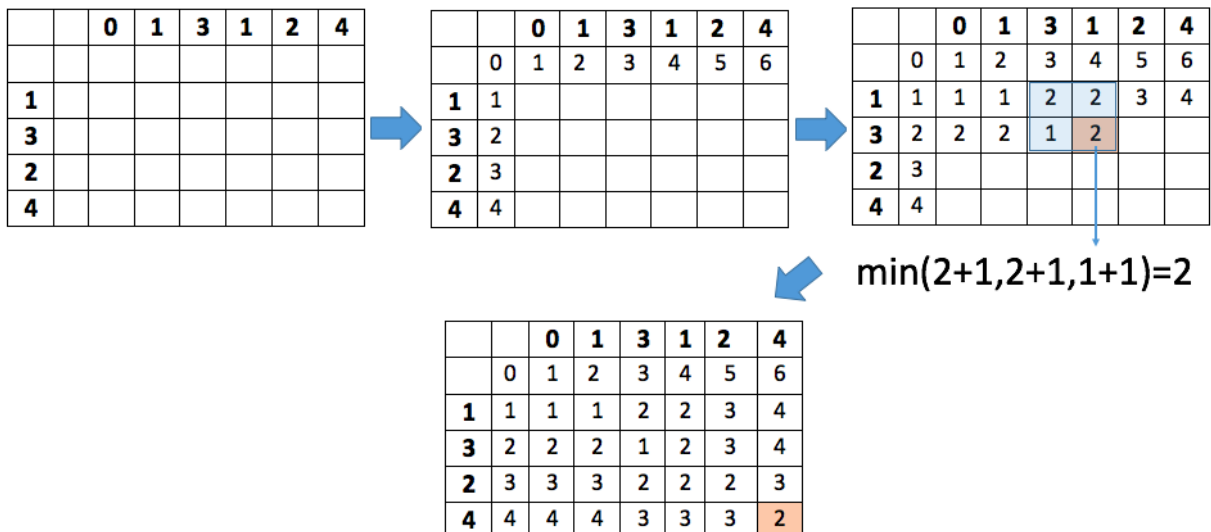 0 1 3 1 2 4
1
3
2
4
0 1 3 1 2 4
0 1 2 3 4 5 6
1 1
3 2
2 3
4 4
0 1 3 1 2 4
0 1 2 3 4 5 6
1 1 1 1 2 2 3 4
3 2 2 2 1 2
2 3
4 4
min(2+1,2+1,1+1)=2
0 1 3 1 2 4
0 1 2 3 4 5 6
1 1 1 1 2 2 3 4
3 2 2 2 1 2 3 4
2 3 3 3 2 2 2 3
4 4 4 4 3 3 3 2